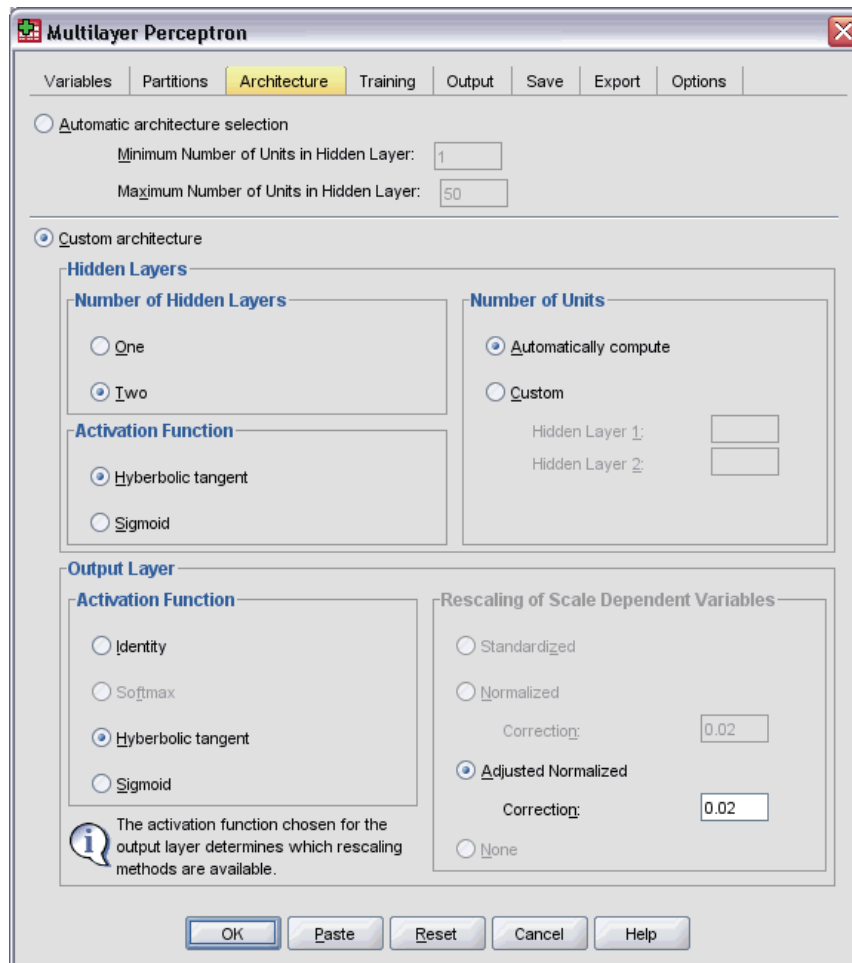 Multilayer Perceptron
Variables Partitions Architecture Training Output Save Export Options
Automatic architecture selection
Minimum Number of Units in Hidden Layer: 1
Maximum Number of Units in Hidden Layer: 50
Custom architecture
Hidden Layers
Number of Hidden Layers
One
Two
Activation Function
Hyberbolic tangent
Sigmoid
Number of Units
Automatically compute
Custom
Hidden Layer 1:
Hidden Layer 2:
Output Layer
Activation Function
Identity
Softmax
Hyberbolic tangent
Sigmoid
The activation function chosen for the
output layer determines which rescaling
methods are available.
Rescaling of Scale Dependent Variables
Standardized
Normalized
Correction: 0.02
Adjusted Normalized
Correction: 0.02
None
OK Paste Reset Cancel Help